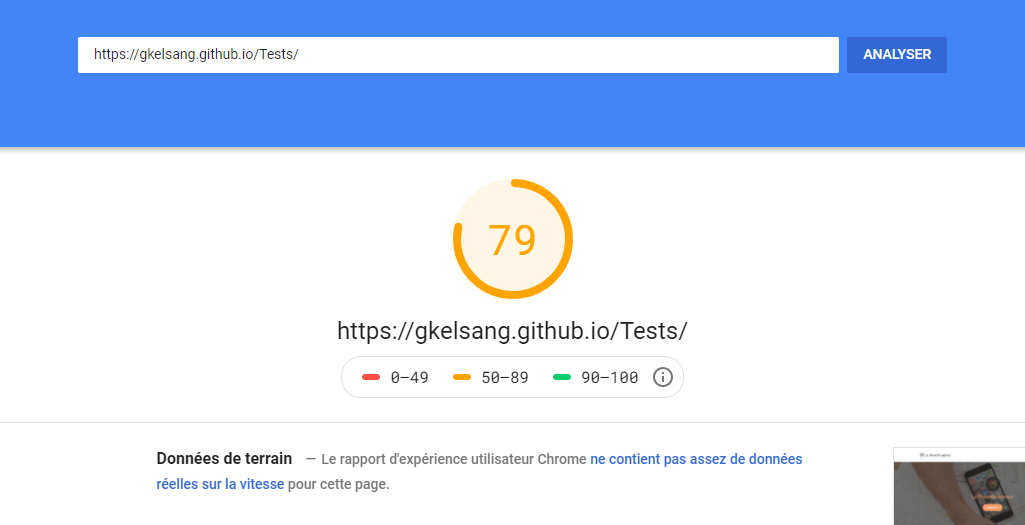 https://gkelsang.github.io/Tests/
ANALYSER
79
https://gkelsang.github.io/Tests/
0–49 50–89 90–100
Données de terrain — Le rapport d'expérience utilisateur Chrome ne contient pas assez de données
réelles sur la vitesse pour cette page.